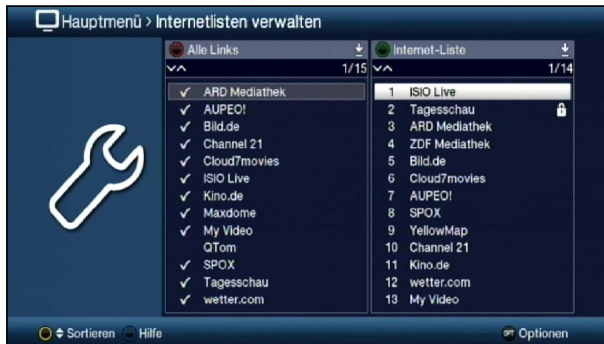 Hauptmenü > Internetlisten verwalten
Alle Links
1/15
✓ ARD Mediathek
✓ AUPEO!
✓ Bild.de
✓ Channel 21
✓ Cloud7movies
✓ ISIO Live
✓ Kino.de
✓ Maxdome
✓ My Video
QTom
✓ SPOX
✓ Tagesschau
✓ wetter.com
Internet-Liste
1/14
1 ISIO Live
2 Tagesschau
3 ARD Mediathek
4 ZDF Mediathek
5 Bild.de
6 Cloud7movies
7 AUPEO!
8 SPOX
9 YellowMap
10 Channel 21
11 Kino.de
12 wetter.com
13 My Video
Sortieren Hilfe
OPT Optionen